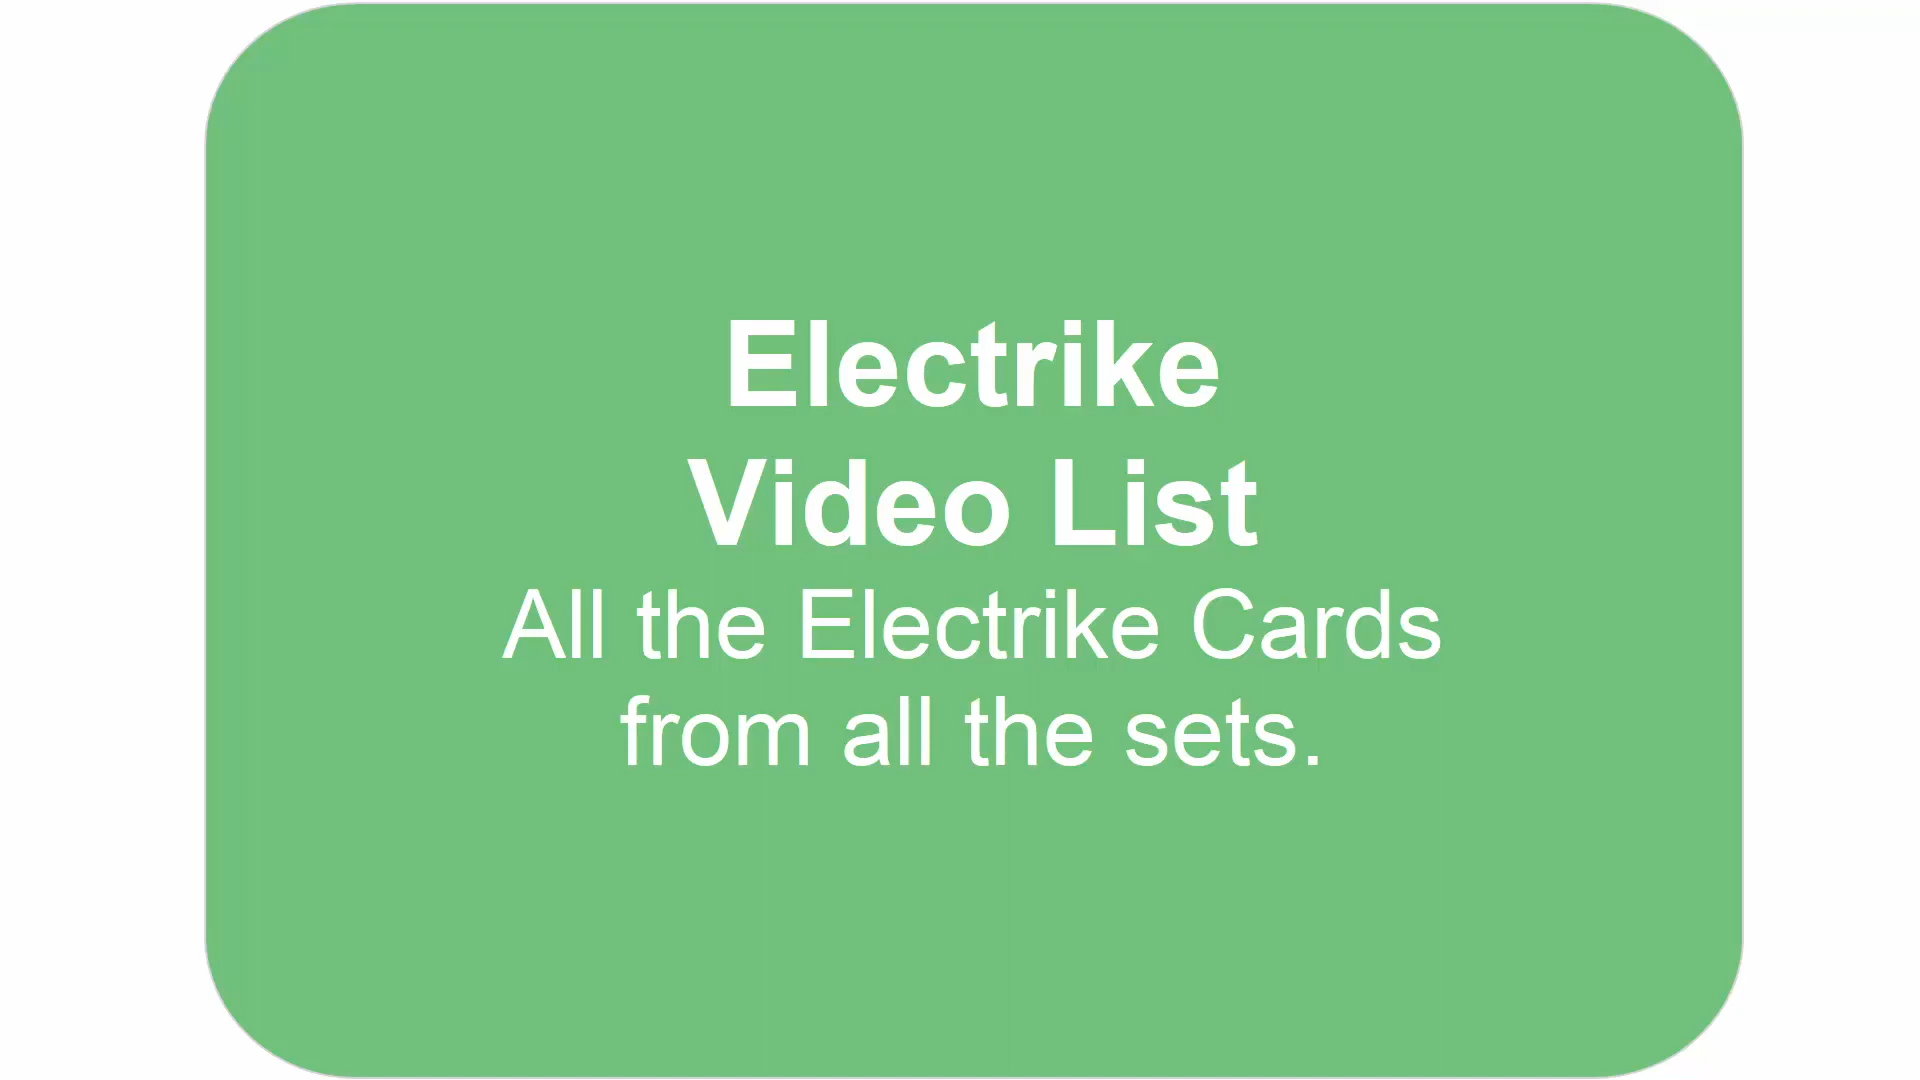 Electrike
Video List
All the Electrike Cards
from all the sets.